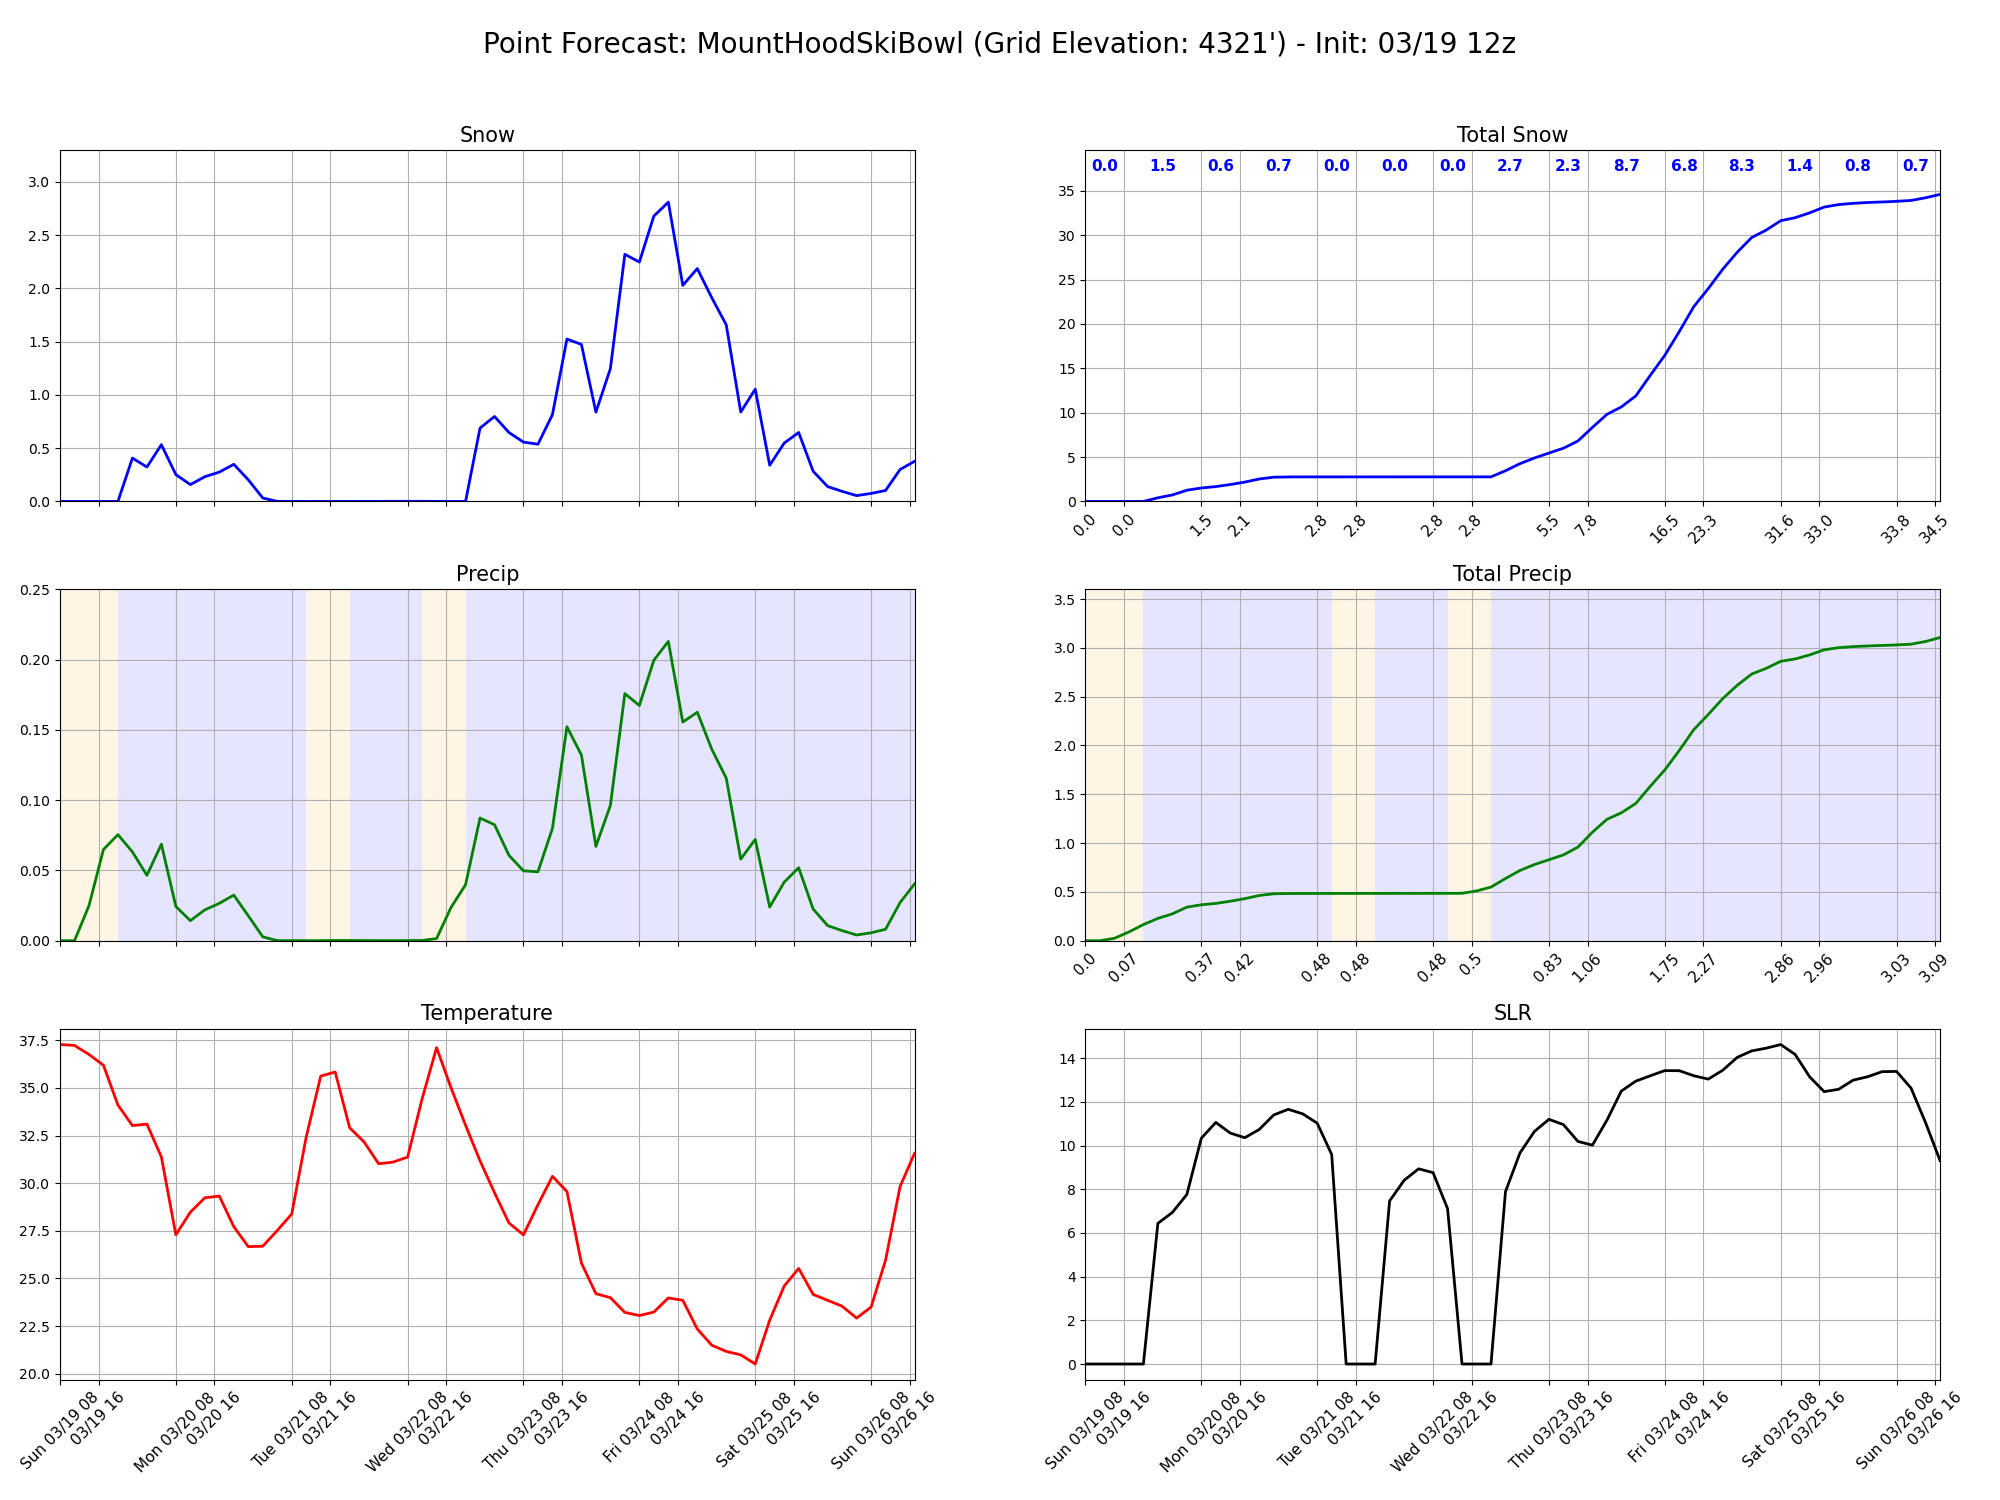 Point Forecast: MountHoodSkiBowl (Grid Elevation: 4321') - Init: 03/19 12z
Snow
3.0
2.5
2.0
1.5
1.0
0.5
0.0
Total Snow
0.0 1.5 0.6 0.7 0.0 0.0 0.0 2.7 2.3 8.7 6.8 8.3 1.4 0.8 0.7
35
30
25
20
15
10
5
0
0.0 0.0 1.5 2.1 2.8 2.8 2.8 2.8 5.5 7.8 16.5 23.3 31.6 33.0 33.8 34.5
Precip
0.25
0.20
0.15
0.10
0.05
0.00
Total Precip
3.5
3.0
2.5
2.0
1.5
1.0
0.5
0.0
0.0 0.07 0.37 0.42 0.48 0.48 0.48 0.5 0.83 1.06 1.75 2.27 2.86 2.96 3.03 3.09
Temperature
37.5
35.0
32.5
30.0
27.5
25.0
22.5
20.0
Sun 03/19 08
03/19 16
Mon 03/20 08
03/20 16
Tue 03/21 08
03/21 16
Wed 03/22 08
03/22 16
Thu 03/23 08
03/23 16
Fri 03/24 08
03/24 16
Sat 03/25 08
03/25 16
Sun 03/26 08
03/26 16
SLR
14
12
10
8
6
4
2
0
Sun 03/19 08
03/19 16
Mon 03/20 08
03/20 16
Tue 03/21 08
03/21 16
Wed 03/22 08
03/22 16
Thu 03/23 08
03/23 16
Fri 03/24 08
03/24 16
Sat 03/25 08
03/25 16
Sun 03/26 08
03/26 16